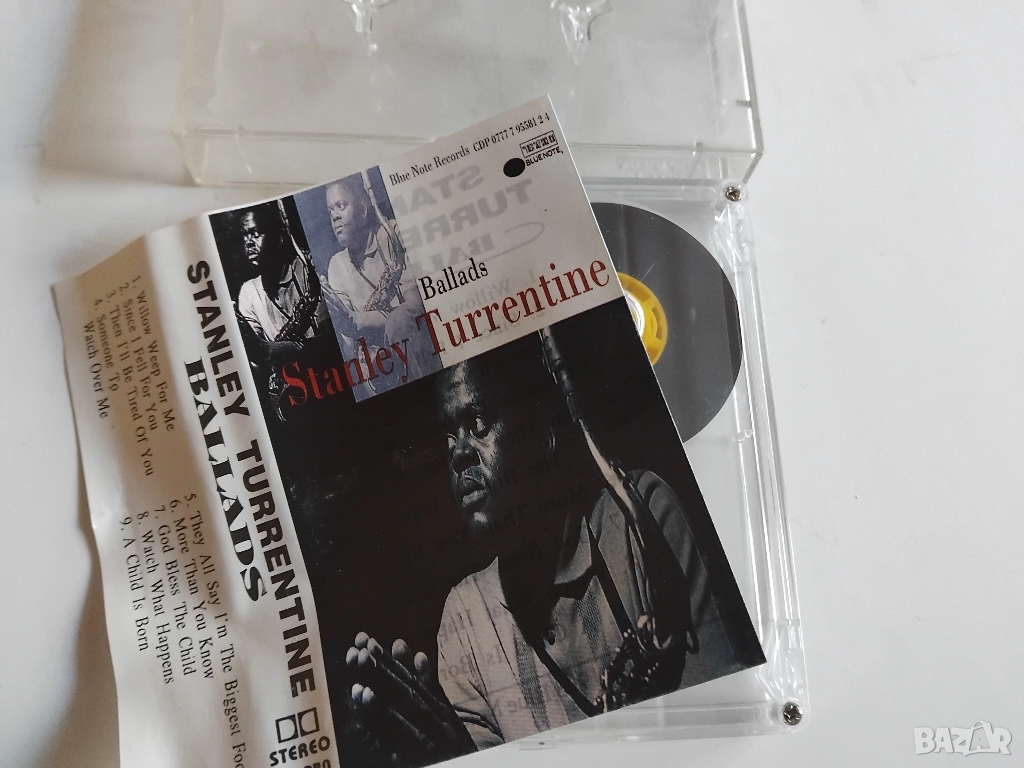 Blue Note Records CDP 0777 7 95581 2 4
BLUE NOTE
Ballads
Stanley Turrentine
STANLEY TURRENTINE
BALLADS
1. Willow Weep For Me
2. Since I Fell For You
3. Then I'll Be Tired Of You
4. Someone To
Watch Over Me
5. They All Say I'm The Biggest
6. More Than You Know
7. God Bless The Child
8. Watch What Happens
9. A Child Is Born
STEREO
BAZAR